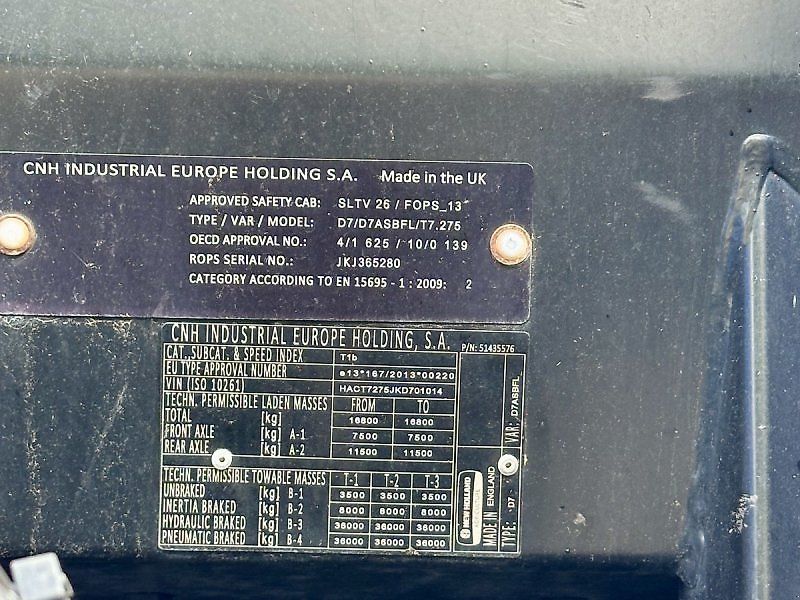 CNH INDUSTRIAL EUROPE HOLDING S.A. Made in the UK
APPROVED SAFETY CAB: SLTV 26 / FOPS_13
TYPE / VAR / MODEL: D7/D7ASBFL/T7.275
OECD APPROVAL NO.: 4/1 625 / 10/0 139
ROPS SERIAL NO.: JKJ365280
CATEGORY ACCORDING TO EN 15695 - 1 : 2009: 2
CNH INDUSTRIAL EUROPE HOLDING, S.A. P/N: 51435576
CAT., SUBCAT. & SPEED INDEX T1b
EU TYPE APPROVAL NUMBER e13*167/2013*00220
VIN (ISO 10261) HACT7275JKD701014
TECHN. PERMISSIBLE LADEN MASSES FROM TO
TOTAL [kg] 16800 16800
FRONT AXLE [kg] A-1 7500 7500
REAR AXLE [kg] A-2 11500 11500
TECHN. PERMISSIBLE TOWABLE MASSES T-1 T-2 T-3
UNBRAKED [kg] B-1 3500 3500 3500
INERTIA BRAKED [kg] B-2 8000 8000 8000
HYDRAULIC BRAKED [kg] B-3 36000 36000 36000
PNEUMATIC BRAKED [kg] B-4 36000 36000 36000
NEW HOLLAND
MADE IN ENGLAND
TYPE: D7
VAR: D7ASBFL